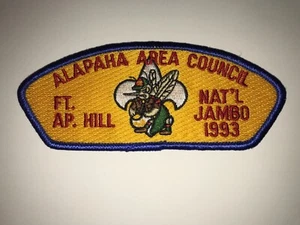 ALAPAHA AREA COUNCIL
FT.
AP. HILL
NAT'L
JAMBO
1993